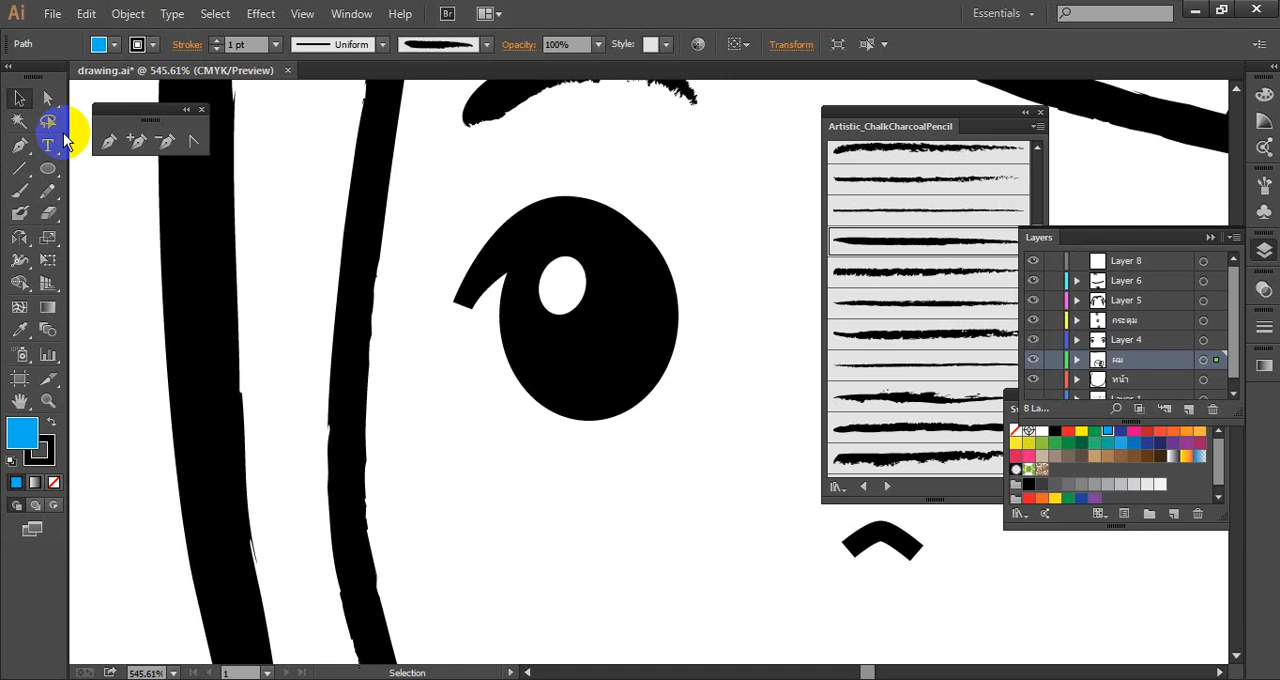 Ai File Edit Object Type Select Effect View Window Help Br Essentials
Path Stroke: 1 pt Uniform Opacity: 100% Style: Transform
drawing.ai* @ 545.61% (CMYK/Preview)
T
Artistic_ChalkCharcoalPencil
Layers
Layer 8
Layer 6
Layer 5
กระดุม
Layer 4
ผม
หน้า
8 La...
545.61% 1 Selection